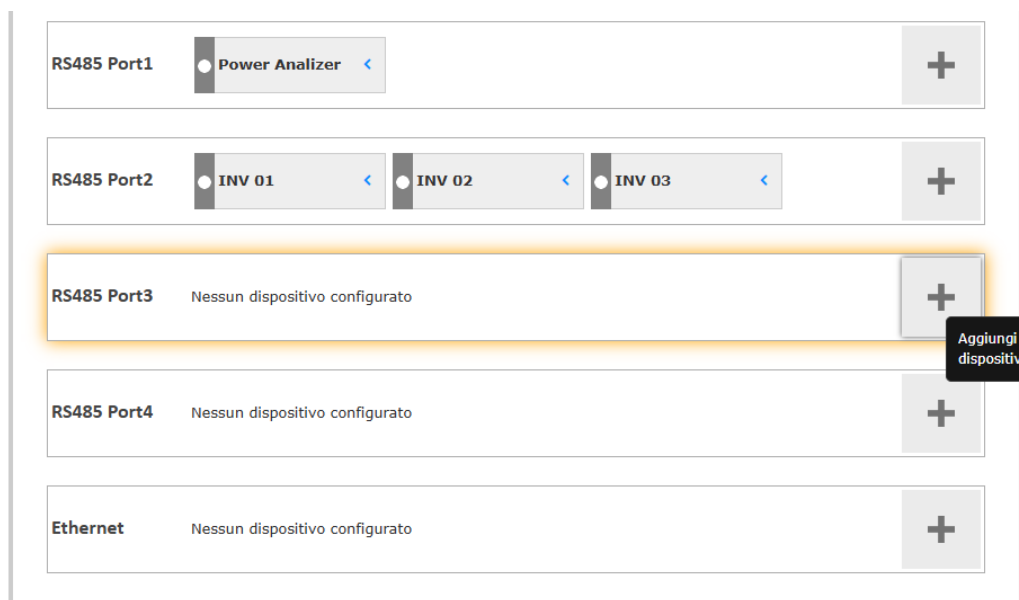 RS485 Port1 Power Analizer
RS485 Port2 INV 01 INV 02 INV 03
RS485 Port3 Nessun dispositivo configurato
Aggiungi
dispositiv
RS485 Port4 Nessun dispositivo configurato
Ethernet Nessun dispositivo configurato